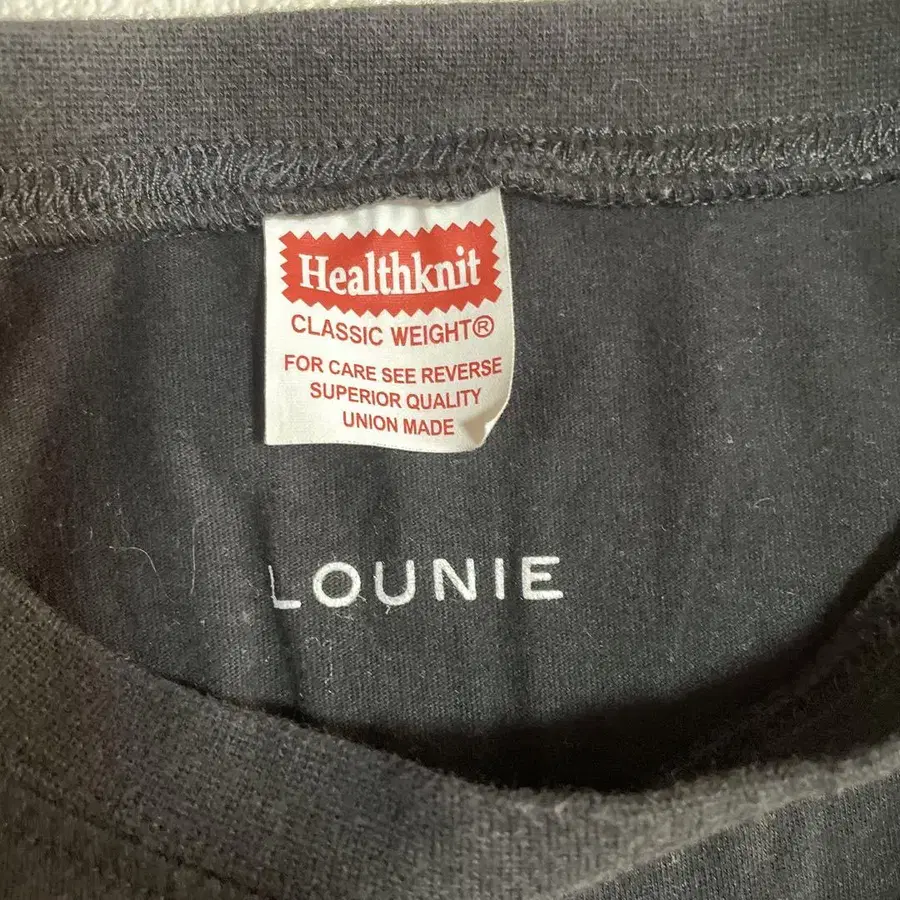 Healthknit
CLASSIC WEIGHT®
FOR CARE SEE REVERSE
SUPERIOR QUALITY
UNION MADE
LOUNIE